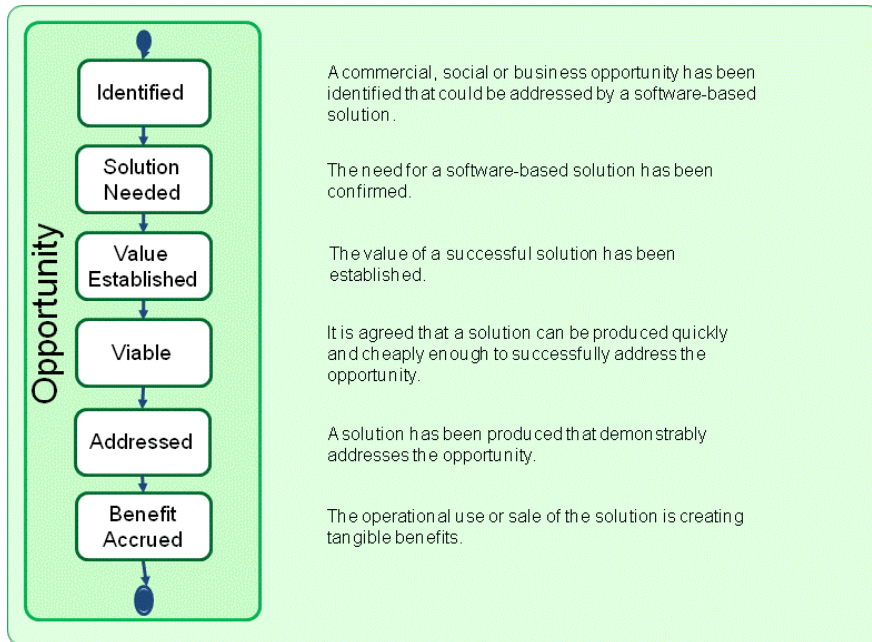 Opportunity
Identified
A commercial, social or business opportunity has been
identified that could be addressed by a software-based
solution.
Solution
Needed
The need for a software-based solution has been
confirmed.
Value
Established
The value of a successful solution has been
established.
Viable
It is agreed that a solution can be produced quickly
and cheaply enough to successfully address the
opportunity.
Addressed
A solution has been produced that demonstrably
addresses the opportunity.
Benefit
Accrued
The operational use or sale of the solution is creating
tangible benefits.